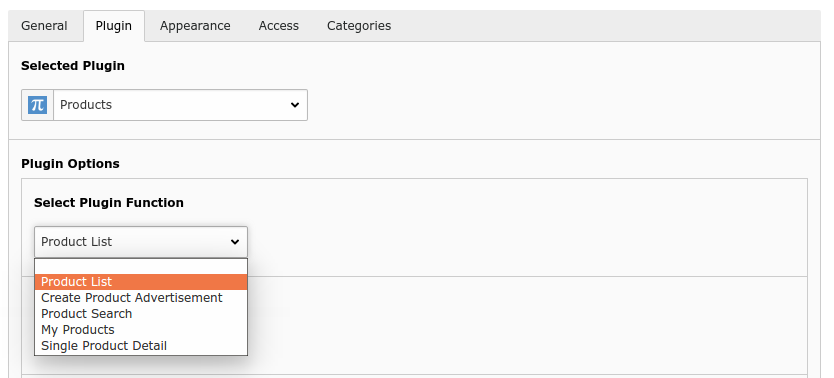 General Plugin Appearance Access Categories
Selected Plugin
π Products
Plugin Options
Select Plugin Function
Product List
Product List
Create Product Advertisement
Product Search
My Products
Single Product Detail